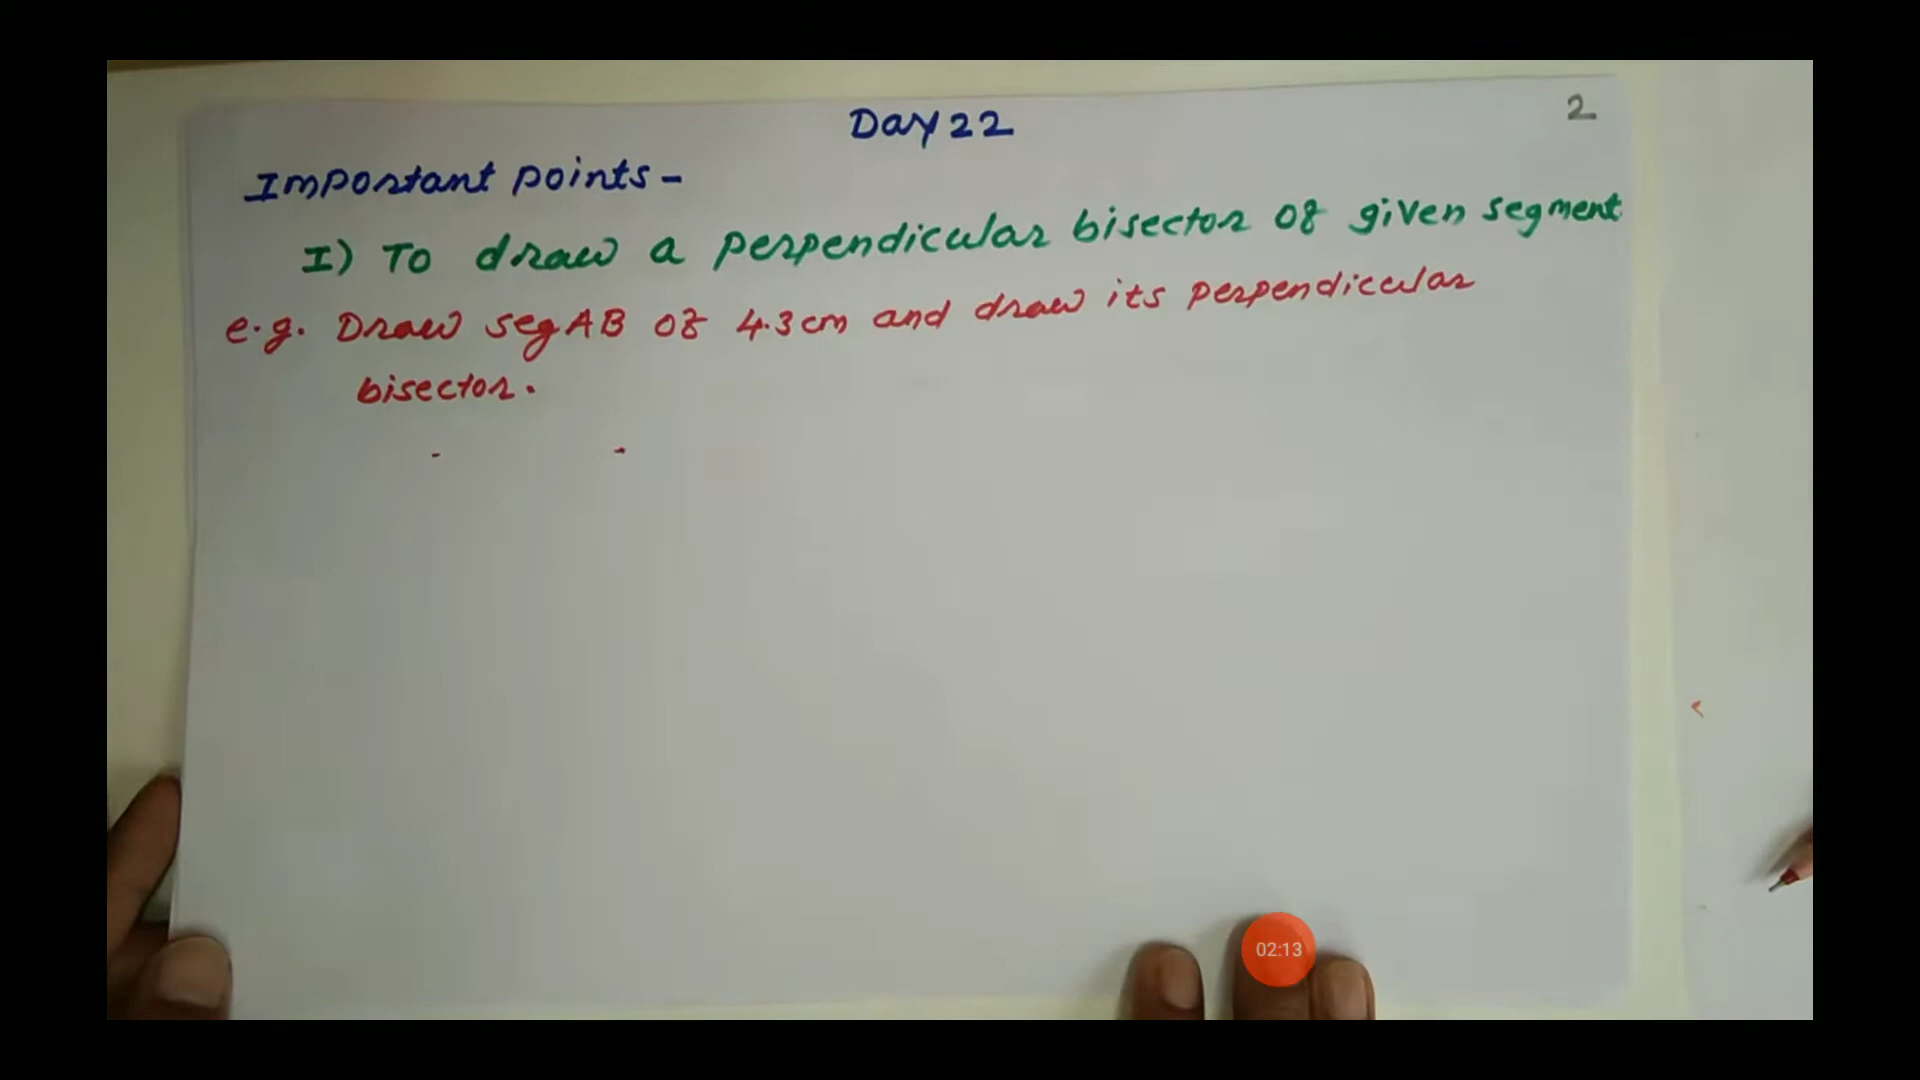 Day 22
2
Important points -
I) To draw a perpendicular bisector of given segment
e.g. Draw seg AB of 4.3 cm and draw its perpendicular
bisector.
02:13